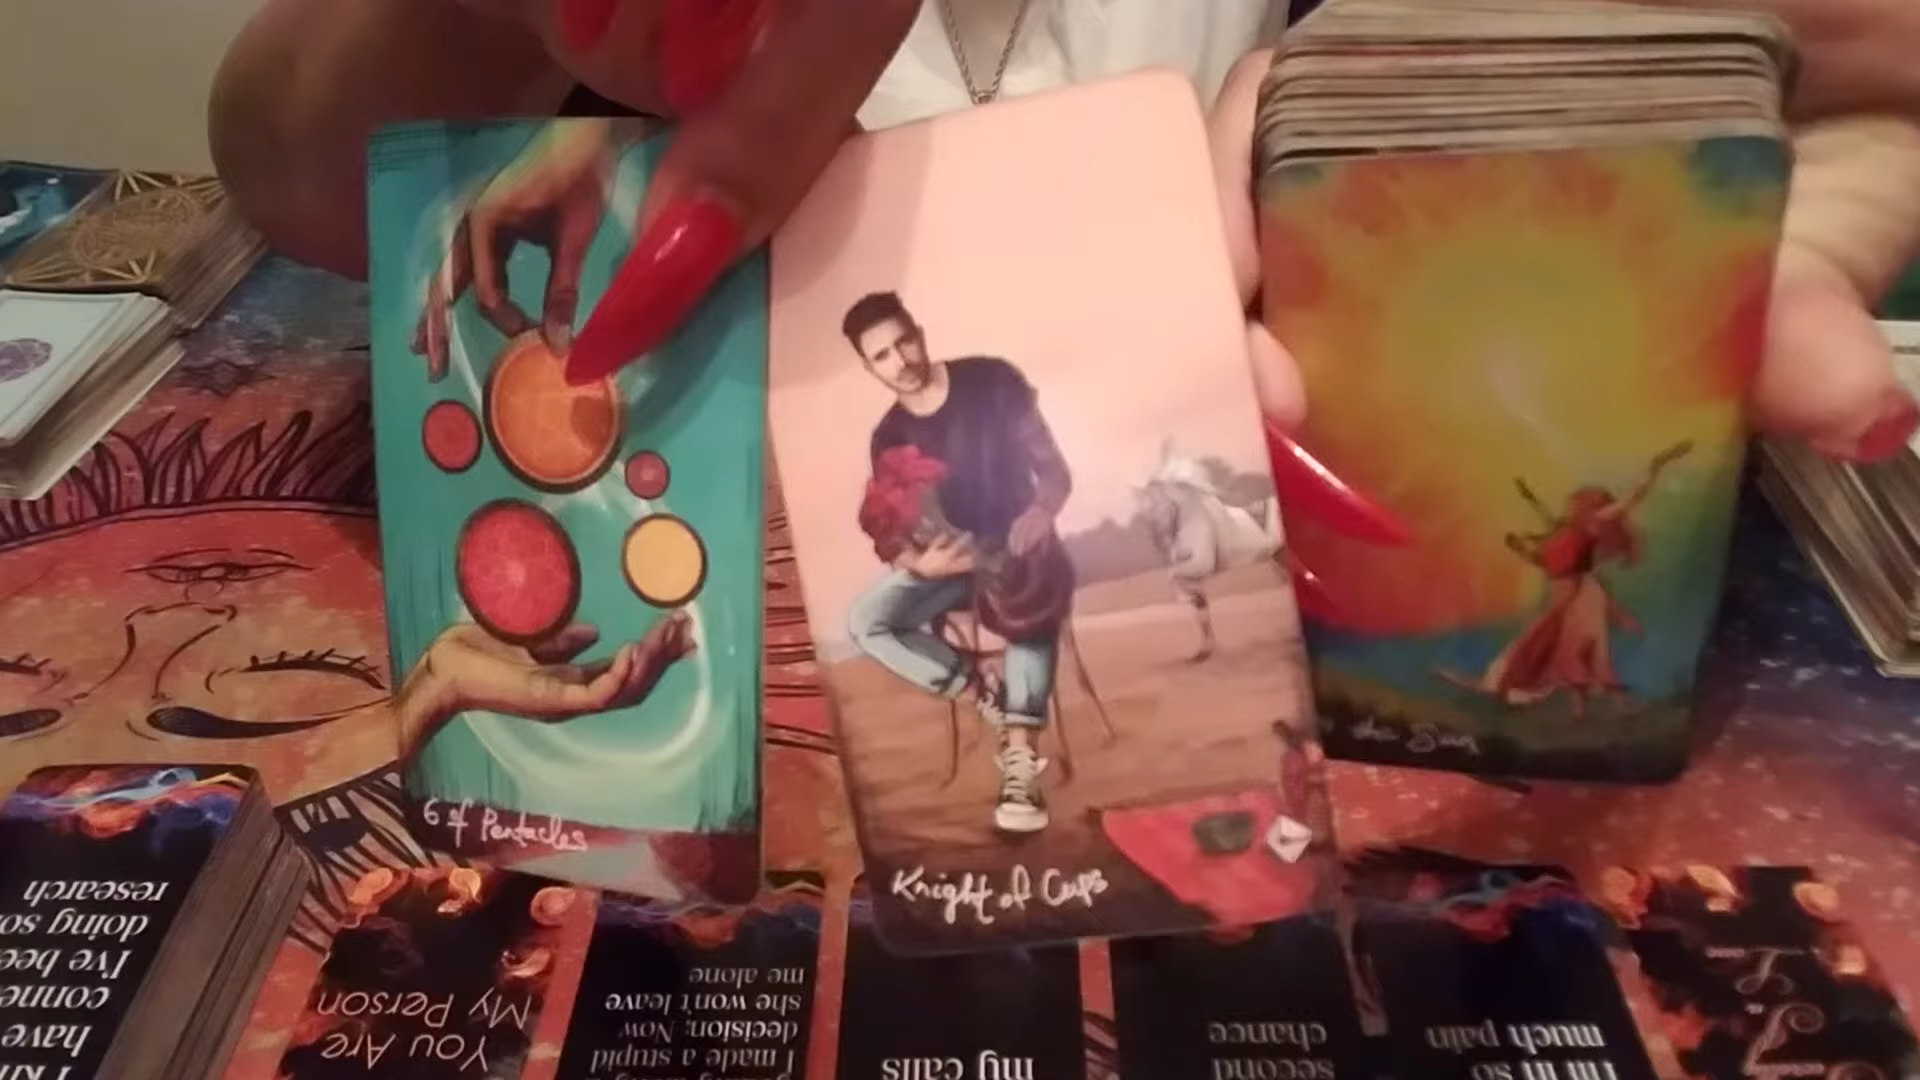 6 of Pentacles
Knight of Cups
the Sun
research
doing so
I've bee
conne
have
I k
You Are
My Person
me alone
she won't leave
decision, Now
I made a stupid
my calls
second
chance
I'm in so
much pain